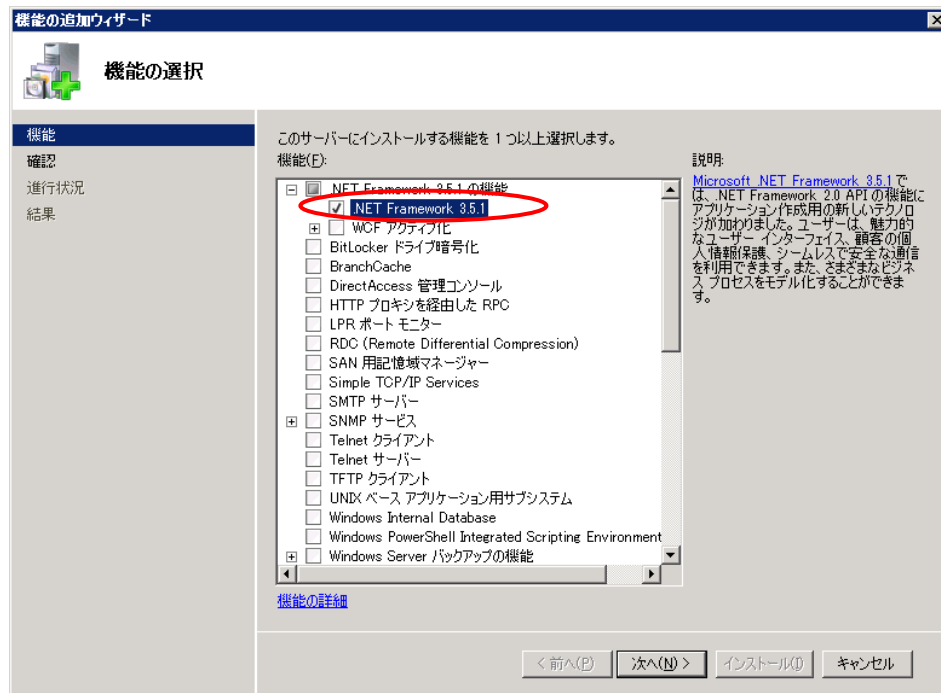 機能の追加ウィザード
機能の選択
機能
確認
進行状況
結果
このサーバーにインストールする機能を 1 つ以上選択します。
機能(F):
.NET Framework 3.5.1 の機能
.NET Framework 3.5.1
WCF アクティブ化
BitLocker ドライブ暗号化
BranchCache
DirectAccess 管理コンソール
HTTP プロキシを経由した RPC
LPR ポート モニター
RDC (Remote Differential Compression)
SAN 用記憶域マネージャー
Simple TCP/IP Services
SMTP サーバー
SNMP サービス
Telnet クライアント
Telnet サーバー
TFTP クライアント
UNIX ベース アプリケーション用サブシステム
Windows Internal Database
Windows PowerShell Integrated Scripting Environment
Windows Server バックアップの機能
機能の詳細
説明:
Microsoft .NET Framework 3.5.1 で
は、.NET Framework 2.0 API の機能に
アプリケーション作成用の新しいテクノロ
ジが加わりました。ユーザーは、魅力的
なユーザー インターフェイス、顧客の個
人情報保護、シームレスで安全な通信
を利用できます。また、さまざまなビジネ
ス プロセスをモデル化することができま
す。
< 前へ(P)
次へ(N) >
インストール(I)
キャンセル